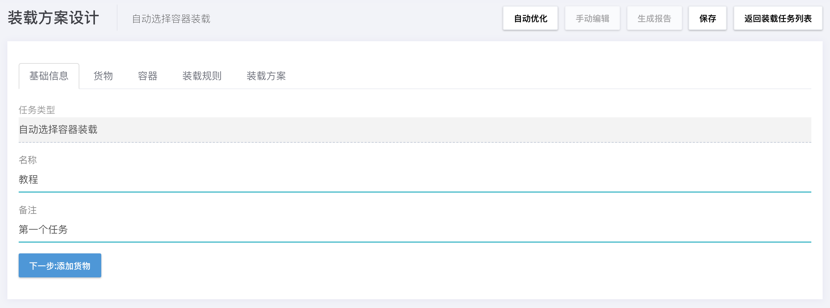 装载方案设计 自动选择容器装载 自动优化 手动编辑 生成报告 保存 返回装载任务列表
基础信息 货物 容器 装载规则 装载方案
任务类型
自动选择容器装载
名称
教程
备注
第一个任务
下一步:添加货物